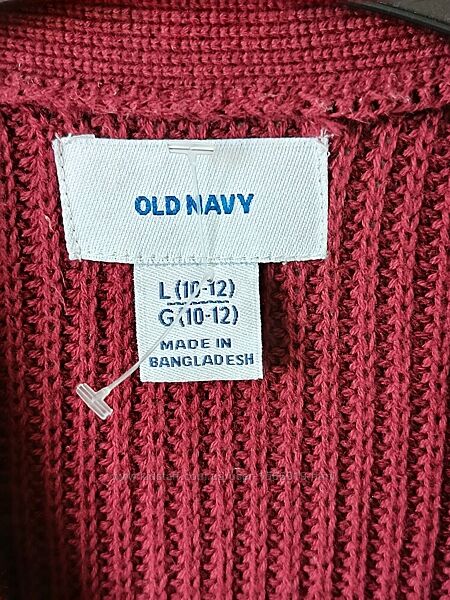 OLD NAVY
L (10-12)
G (10-12)
MADE IN
BANGLADESH